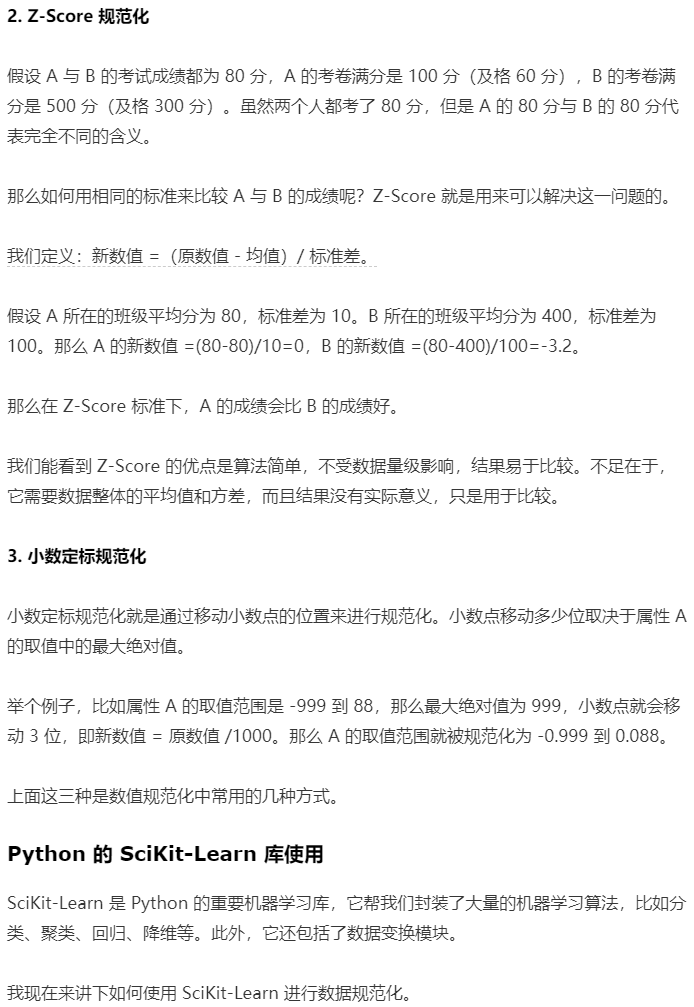 2. Z-Score 规范化
假设 A 与 B 的考试成绩都为 80 分，A 的考卷满分是 100 分（及格 60 分），B 的考卷满
分是 500 分（及格 300 分）。虽然两个人都考了 80 分，但是 A 的 80 分与 B 的 80 分代
表完全不同的含义。
那么如何用相同的标准来比较 A 与 B 的成绩呢？Z-Score 就是用来可以解决这一问题的。
我们定义：新数值 =（原数值 - 均值）/ 标准差。
假设 A 所在的班级平均分为 80，标准差为 10。B 所在的班级平均分为 400，标准差为
100。那么 A 的新数值 =(80-80)/10=0，B 的新数值 =(80-400)/100=-3.2。
那么在 Z-Score 标准下，A 的成绩会比 B 的成绩好。
我们能看到 Z-Score 的优点是算法简单，不受数据量级影响，结果易于比较。不足在于，
它需要数据整体的平均值和方差，而且结果没有实际意义，只是用于比较。
3. 小数定标规范化
小数定标规范化就是通过移动小数点的位置来进行规范化。小数点移动多少位取决于属性 A
的取值中的最大绝对值。
举个例子，比如属性 A 的取值范围是 -999 到 88，那么最大绝对值为 999，小数点就会移
动 3 位，即新数值 = 原数值 /1000。那么 A 的取值范围就被规范化为 -0.999 到 0.088。
上面这三种是数值规范化中常用的几种方式。
Python 的 SciKit-Learn 库使用
SciKit-Learn 是 Python 的重要机器学习库，它帮我们封装了大量的机器学习算法，比如分
类、聚类、回归、降维等。此外，它还包括了数据变换模块。
我现在来讲下如何使用 SciKit-Learn 进行数据规范化。